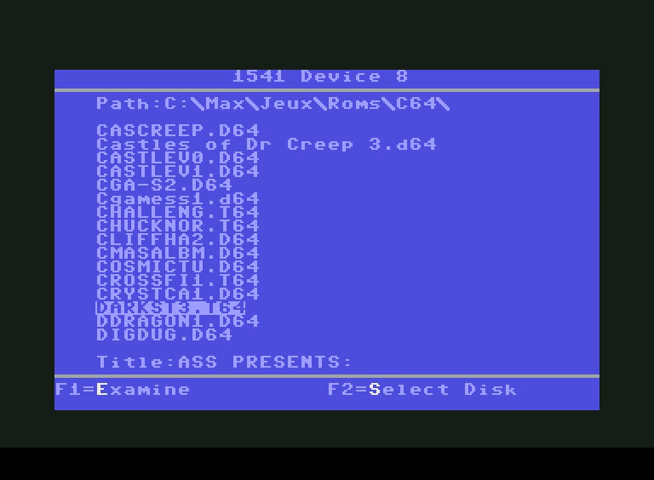 1541 Device 8
Path:C:\Max\Jeux\Roms\C64\
CASCREEP.D64
Castles of Dr Creep 3.d64
CASTLEV0.D64
CASTLEV1.D64
CGA-S2.D64
Cgamess1.d64
CHALLENG.T64
CHUCKNOR.T64
CLIFFHA2.D64
CMASALBM.D64
COSMICTU.D64
CROSSFI1.T64
CRYSTCA1.D64
DARKST3.T64
DDRAGON1.D64
DIGDUG.D64
Title:ASS PRESENTS:
F1=Examine F2=Select Disk